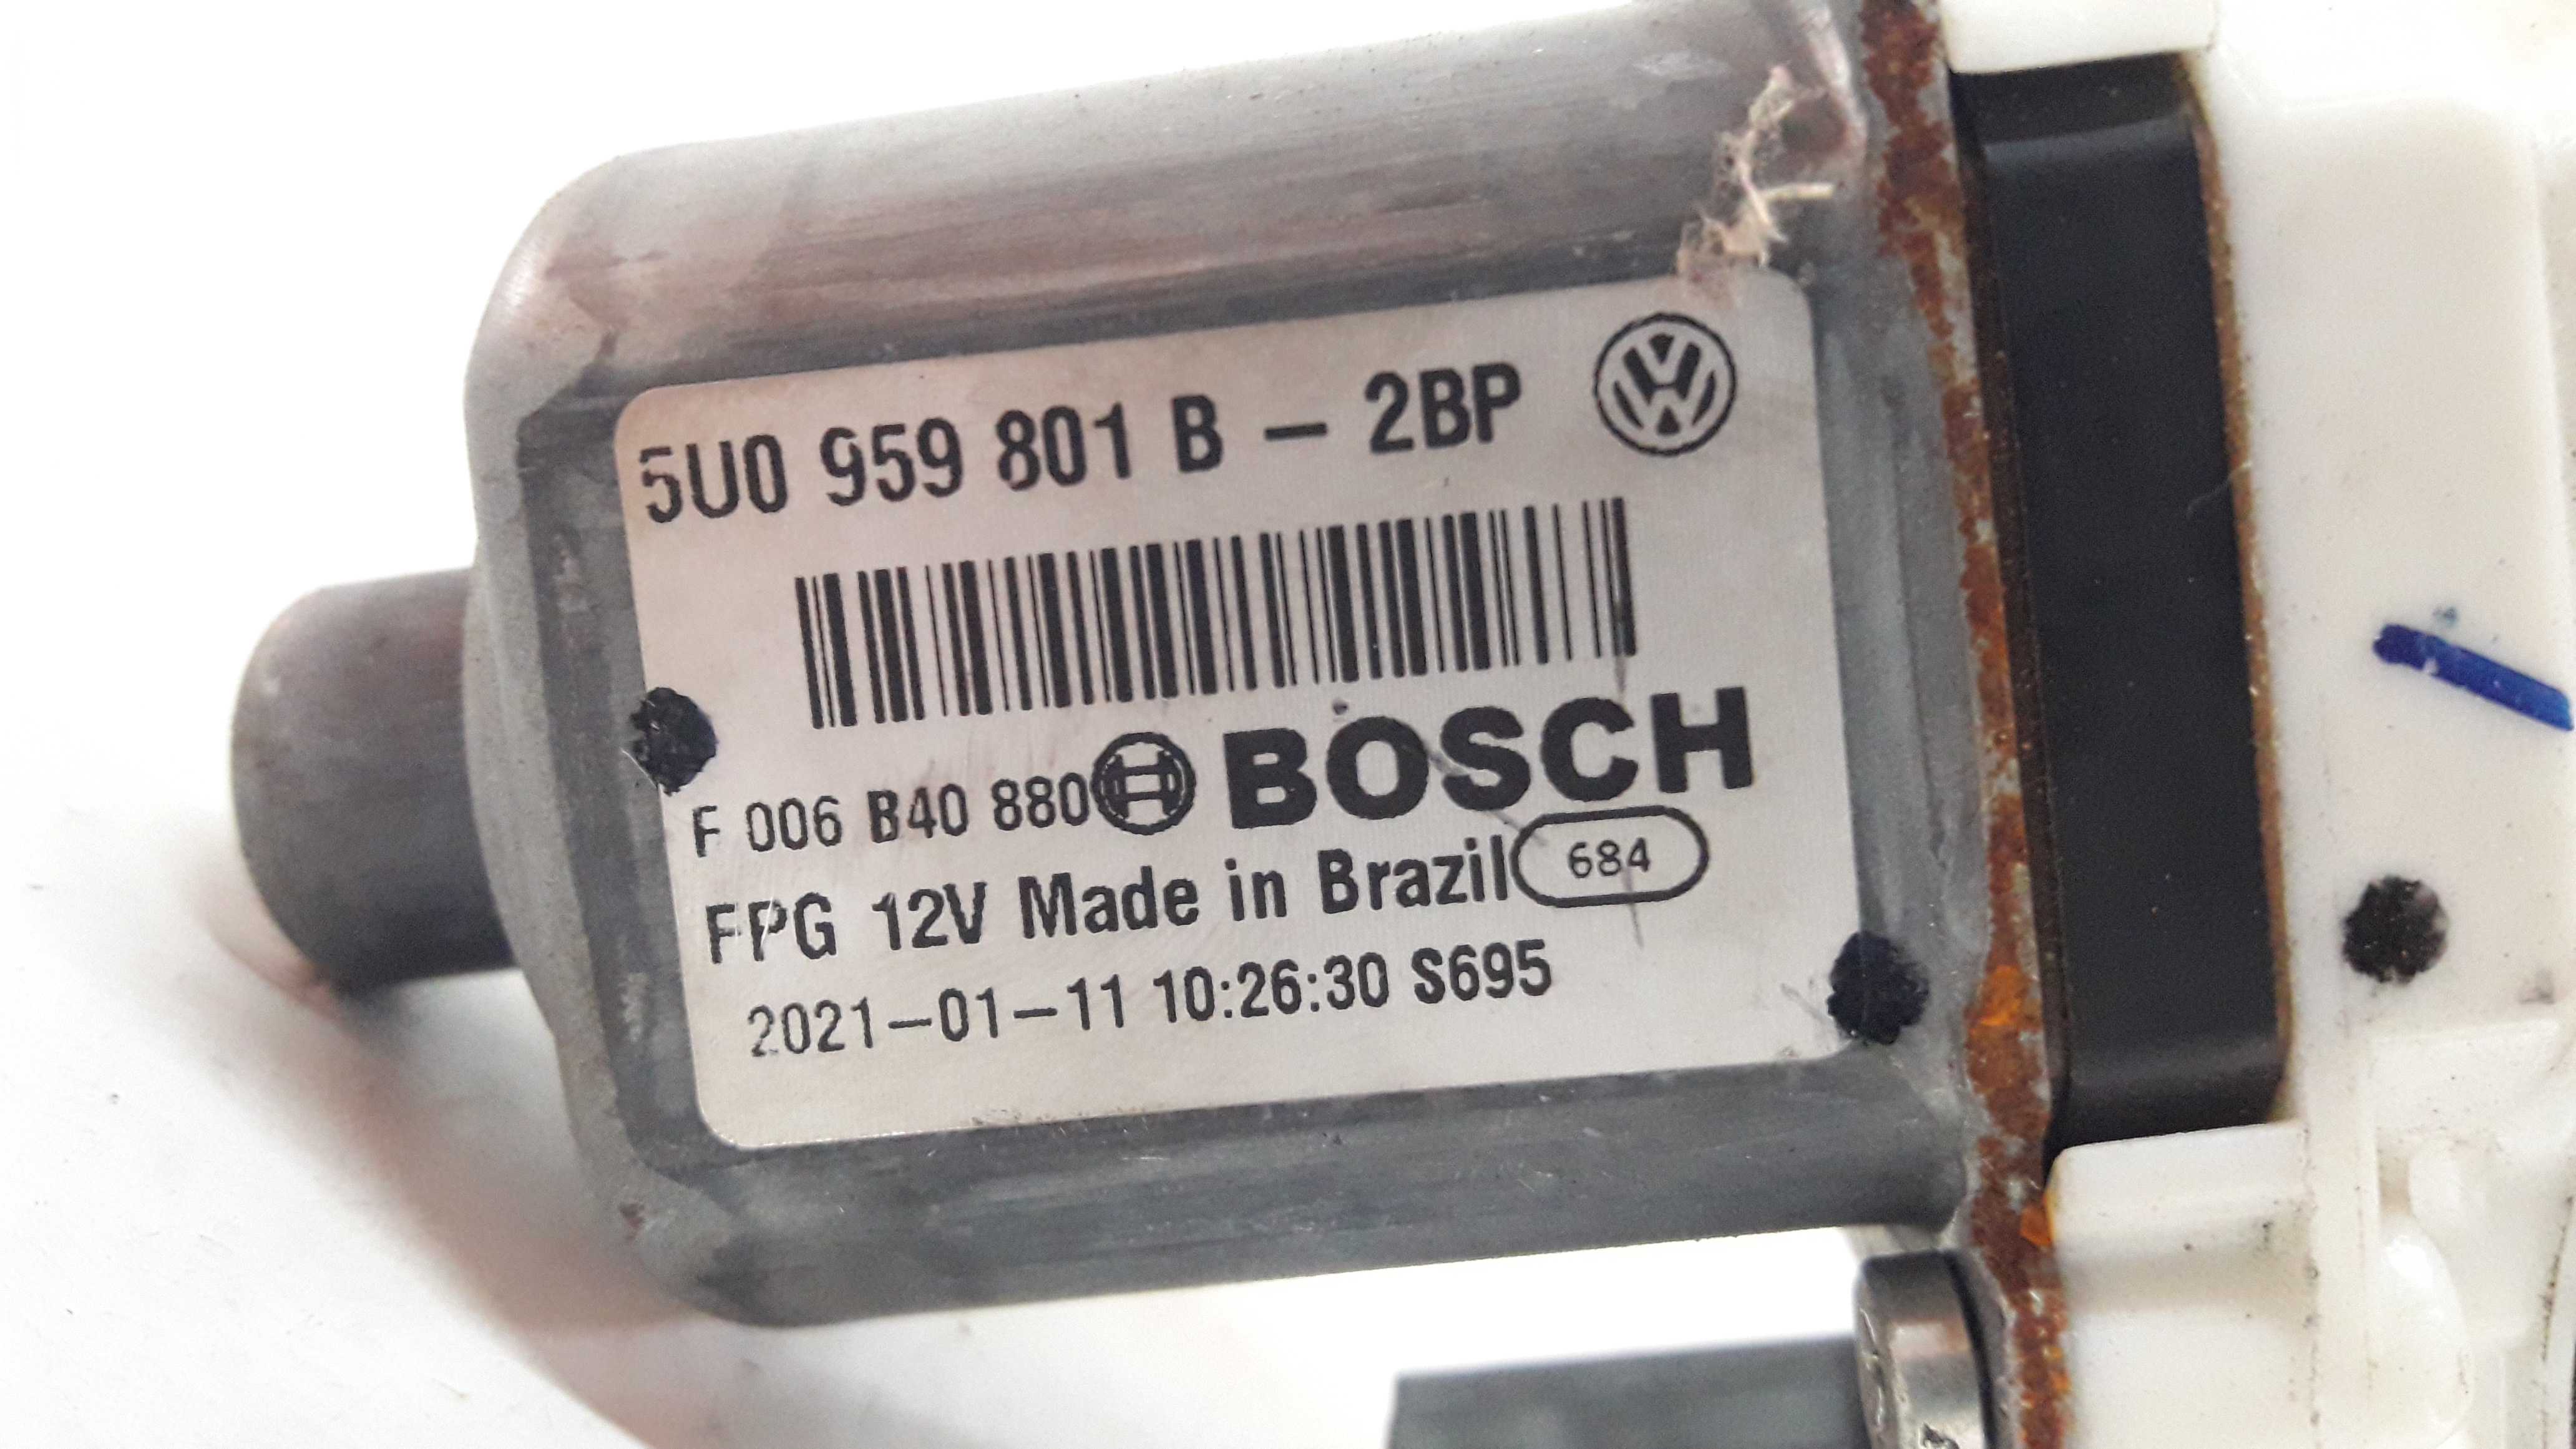 5U0 959 801 B - 2BP
F 006 B40 880 BOSCH
FPG 12V Made in Brazil 684
2021-01-11 10:26:30 S695